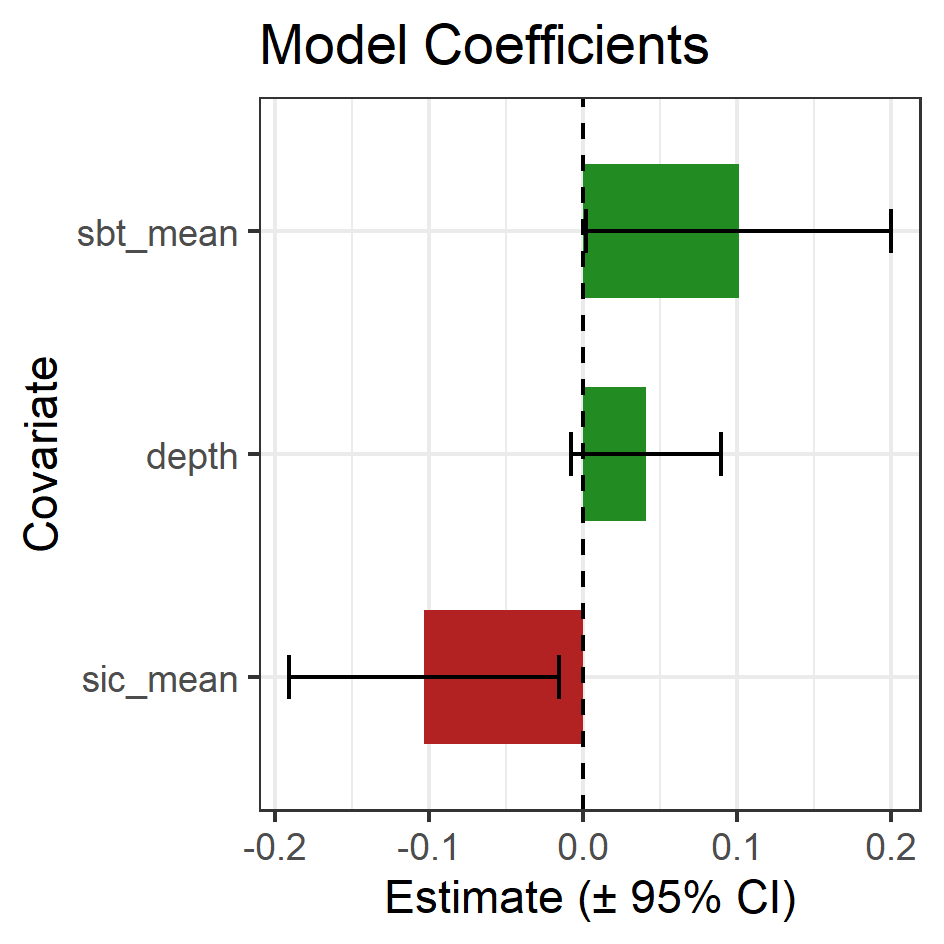 Model Coefficients
sbt_mean
depth
sic_mean
Covariate
-0.2 -0.1 0.0 0.1 0.2
Estimate (± 95% CI)